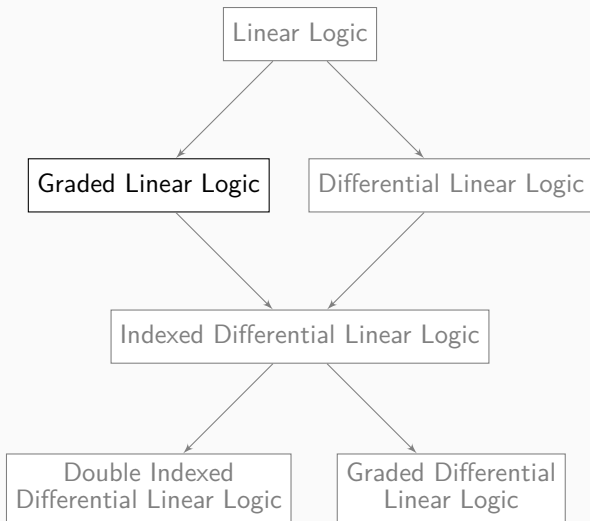 Linear Logic
Graded Linear Logic
Differential Linear Logic
Indexed Differential Linear Logic
Double Indexed
Differential Linear Logic
Graded Differential
Linear Logic